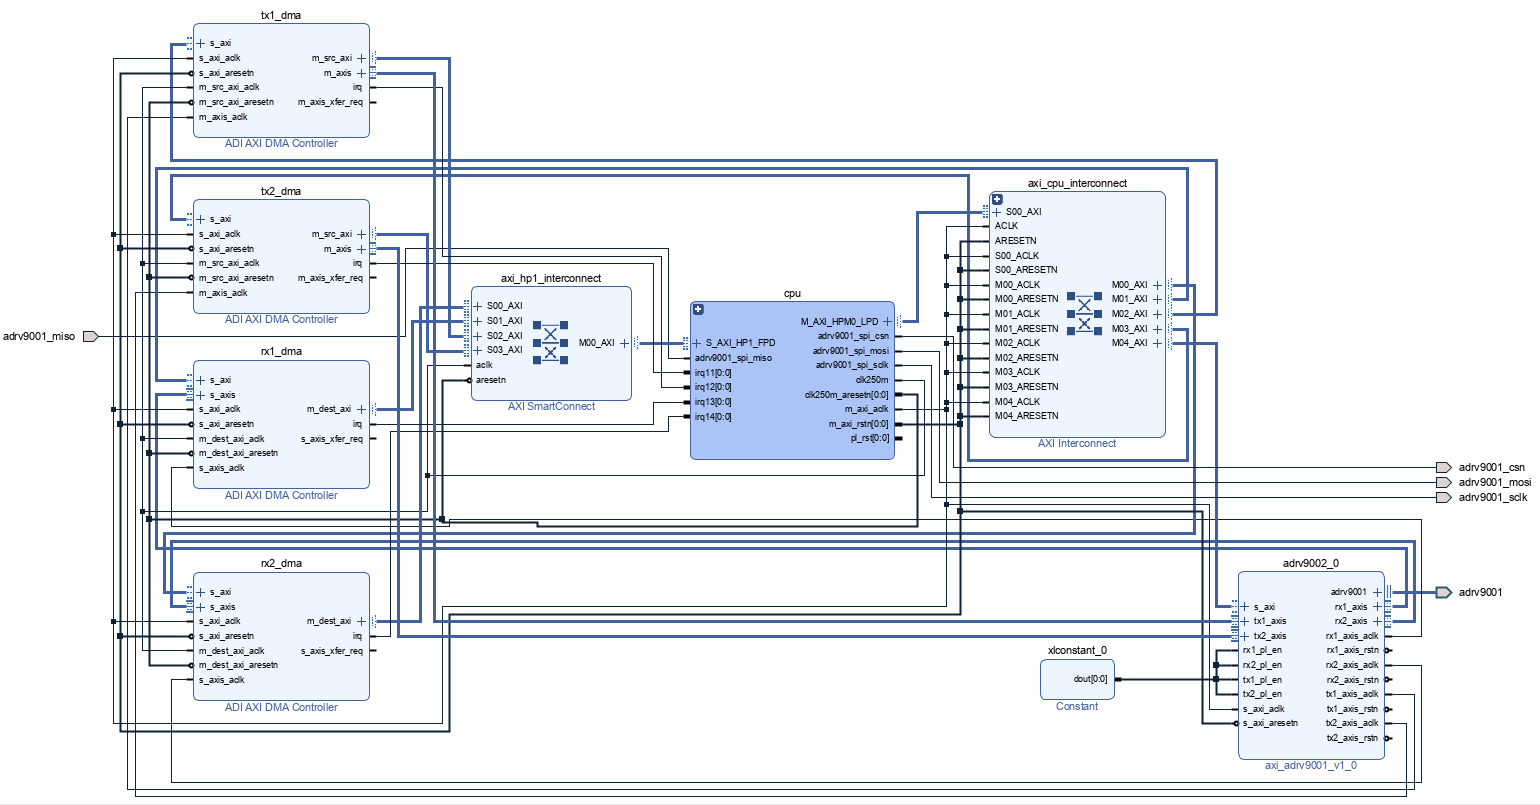 tx1_dma
s_axi
s_axi_aclk
s_axi_aresetn
m_src_axi_aclk
m_src_axi_aresetn
m_axis_aclk
m_src_axi
m_axis
irq
m_axis_xfer_req
ADI AXI DMA Controller
tx2_dma
s_axi
s_axi_aclk
s_axi_aresetn
m_src_axi_aclk
m_src_axi_aresetn
m_axis_aclk
m_src_axi
m_axis
irq
m_axis_xfer_req
ADI AXI DMA Controller
adrv9001_miso
rx1_dma
s_axi
s_axis
s_axi_aclk
s_axi_aresetn
m_dest_axi_aclk
m_dest_axi_aresetn
s_axis_aclk
m_dest_axi
irq
s_axis_xfer_req
ADI AXI DMA Controller
rx2_dma
s_axi
s_axis
s_axi_aclk
s_axi_aresetn
m_dest_axi_aclk
m_dest_axi_aresetn
s_axis_aclk
m_dest_axi
irq
s_axis_xfer_req
ADI AXI DMA Controller
axi_hp1_interconnect
S00_AXI
S01_AXI
S02_AXI
S03_AXI
aclk
aresetn
M00_AXI
AXI SmartConnect
cpu
S_AXI_HP1_FPD
adrv9001_spi_miso
irq11[0:0]
irq12[0:0]
irq13[0:0]
irq14[0:0]
M_AXI_HPM0_LPD
adrv9001_spi_csn
adrv9001_spi_mosi
adrv9001_spi_sclk
clk250m
clk250m_aresetn[0:0]
m_axi_aclk
m_axi_rstn[0:0]
pl_rst[0:0]
axi_cpu_interconnect
S00_AXI
ACLK
ARESETN
S00_ACLK
S00_ARESETN
M00_ACLK
M00_ARESETN
M01_ACLK
M01_ARESETN
M02_ACLK
M02_ARESETN
M03_ACLK
M03_ARESETN
M04_ACLK
M04_ARESETN
M00_AXI
M01_AXI
M02_AXI
M03_AXI
M04_AXI
AXI Interconnect
adrv9001_csn
adrv9001_mosi
adrv9001_sclk
xlconstant_0
dout[0:0]
Constant
adrv9002_0
s_axi
tx1_axis
tx2_axis
rx1_pl_en
rx2_pl_en
tx1_pl_en
tx2_pl_en
s_axi_aclk
s_axi_aresetn
adrv9001
rx1_axis
rx2_axis
rx1_axis_aclk
rx1_axis_rstn
rx2_axis_aclk
rx2_axis_rstn
tx1_axis_aclk
tx1_axis_rstn
tx2_axis_aclk
tx2_axis_rstn
axi_adrv9001_v1_0
adrv9001